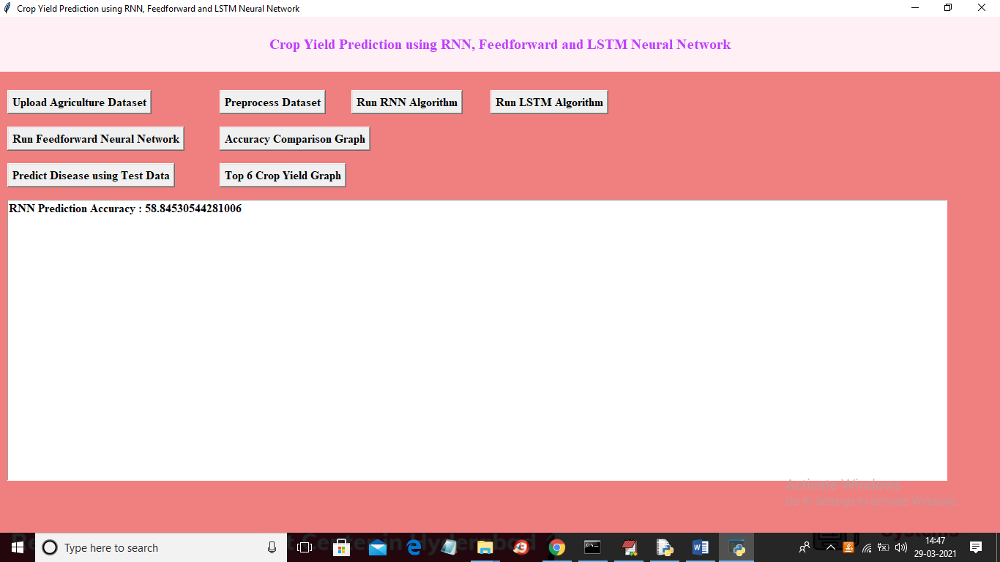 Crop Yield Prediction using RNN, Feedforward and LSTM Neural Network
Crop Yield Prediction using RNN, Feedforward and LSTM Neural Network
Upload Agriculture Dataset
Preprocess Dataset
Run RNN Algorithm
Run LSTM Algorithm
Run Feedforward Neural Network
Accuracy Comparison Graph
Predict Disease using Test Data
Top 6 Crop Yield Graph
RNN Prediction Accuracy : 58.84530544281006
Activate Windows
Go to Settings to activate Windows.
Type here to search
14:47
29-03-2021